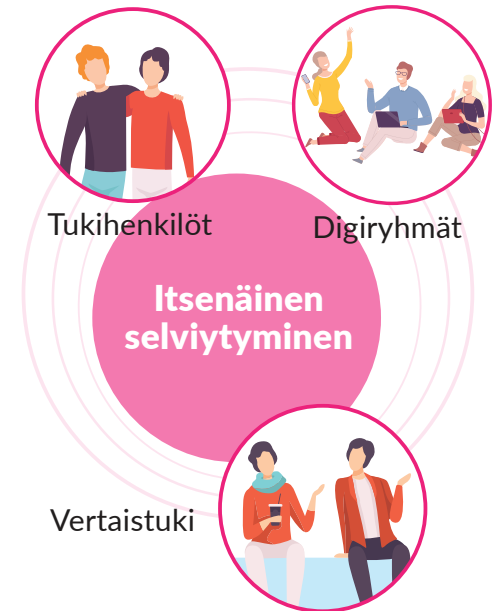 Tukihenkilöt
Digiryhmät
Itsenäinen
selviytyminen
Vertaistuki